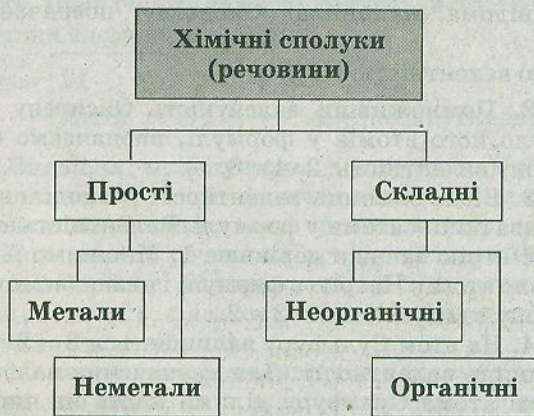 Хімічні сполуки
(речовини)
Прості
Складні
Метали
Неорганічні
Неметали
Органічні